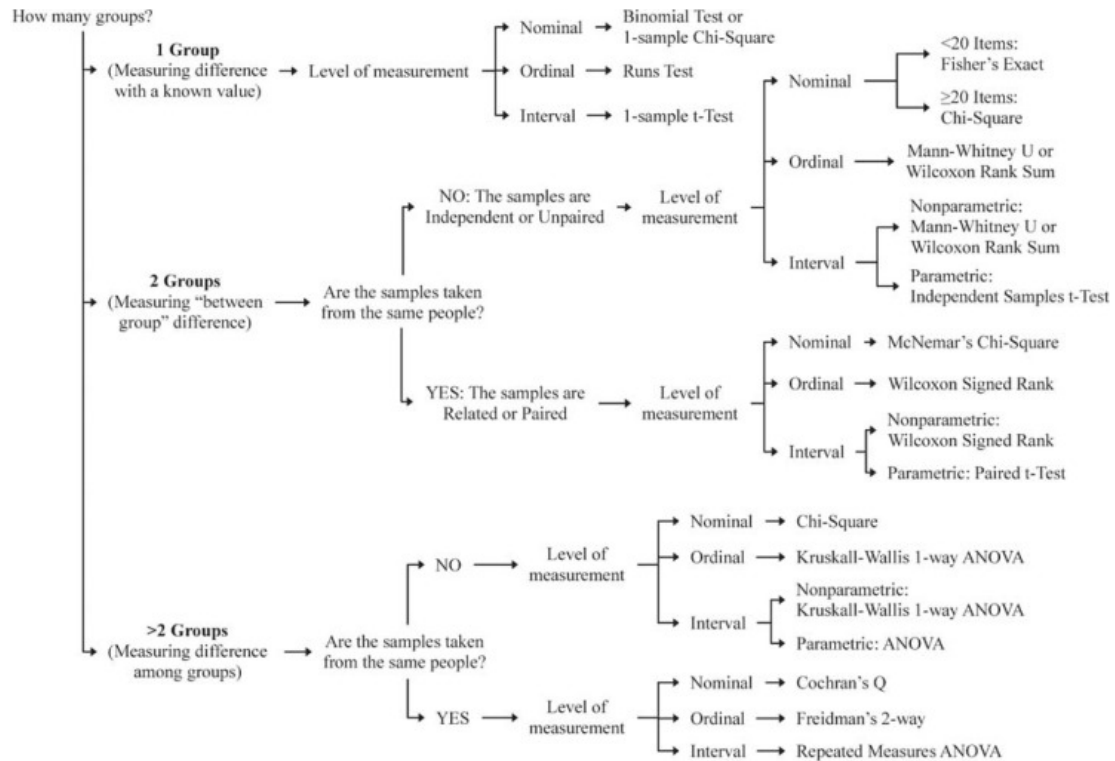 How many groups?
1 Group
(Measuring difference
with a known value)
Level of measurement
Nominal
Binomial Test or
1-sample Chi-Square
Ordinal
Runs Test
Interval
1-sample t-Test
2 Groups
(Measuring “between
group” difference)
Are the samples taken
from the same people?
NO: The samples are
Independent or Unpaired
Level of
measurement
Nominal
<20 Items:
Fisher’s Exact
≥20 Items:
Chi-Square
Ordinal
Mann-Whitney U or
Wilcoxon Rank Sum
Interval
Nonparametric:
Mann-Whitney U or
Wilcoxon Rank Sum
Parametric:
Independent Samples t-Test
YES: The samples are
Related or Paired
Level of
measurement
Nominal
McNemar’s Chi-Square
Ordinal
Wilcoxon Signed Rank
Interval
Nonparametric:
Wilcoxon Signed Rank
Parametric: Paired t-Test
>2 Groups
(Measuring difference
among groups)
Are the samples taken
from the same people?
NO
Level of
measurement
Nominal
Chi-Square
Ordinal
Kruskall-Wallis 1-way ANOVA
Interval
Nonparametric:
Kruskall-Wallis 1-way ANOVA
Parametric: ANOVA
YES
Level of
measurement
Nominal
Cochran’s Q
Ordinal
Freidman’s 2-way
Interval
Repeated Measures ANOVA